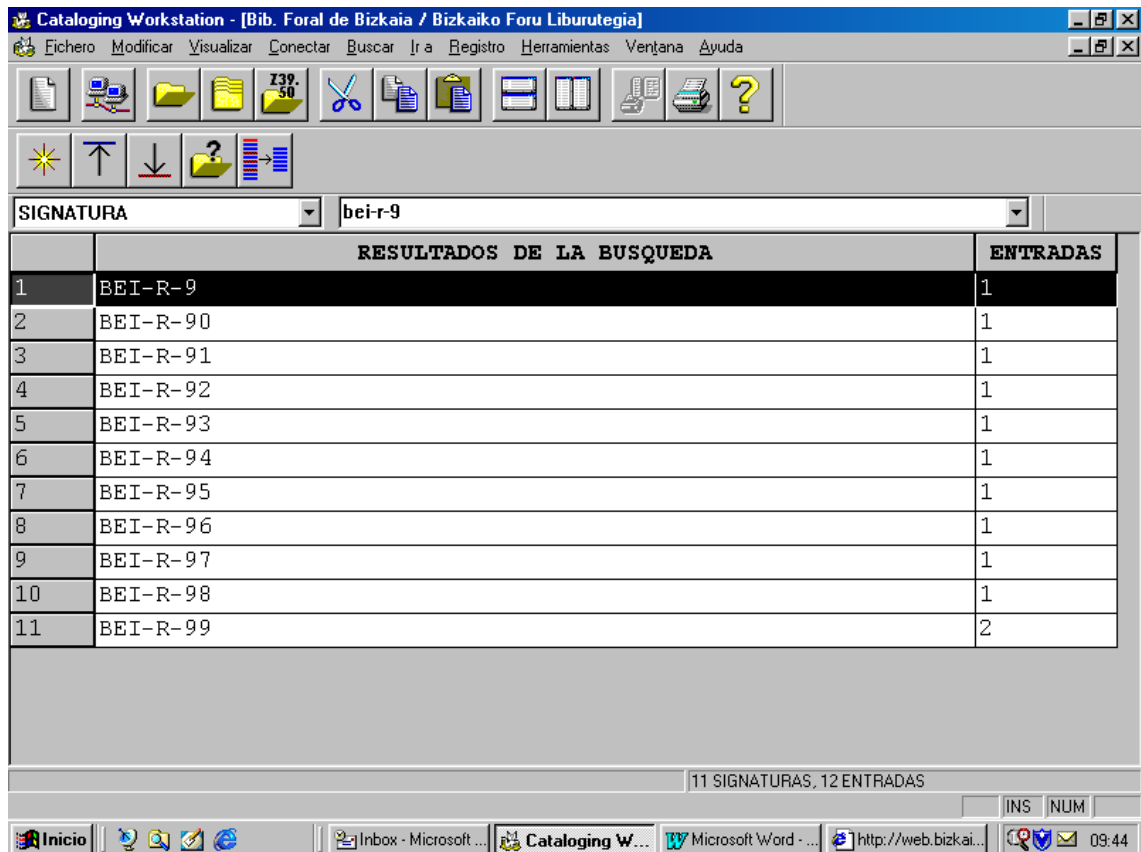 Cataloging Workstation - [Bib. Foral de Bizkaia / Bizkaiko Foru Liburutegia]
Fichero Modificar Visualizar Conectar Buscar Ir a Registro Herramientas Ventana Ayuda
Z39.
50
SIGNATURA bei-r-9
RESULTADOS DE LA BUSQUEDA ENTRADAS
1 BEI-R-9 1
2 BEI-R-90 1
3 BEI-R-91 1
4 BEI-R-92 1
5 BEI-R-93 1
6 BEI-R-94 1
7 BEI-R-95 1
8 BEI-R-96 1
9 BEI-R-97 1
10 BEI-R-98 1
11 BEI-R-99 2
11 SIGNATURAS, 12 ENTRADAS
INS NUM
Inicio Inbox - Microsoft ... Cataloging W... Microsoft Word - ... http://web.bizkai... 09:44